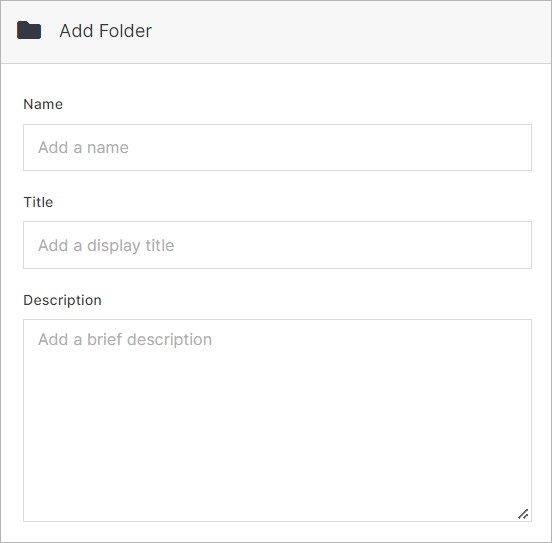 Add Folder
Name
Add a name
Title
Add a display title
Description
Add a brief description